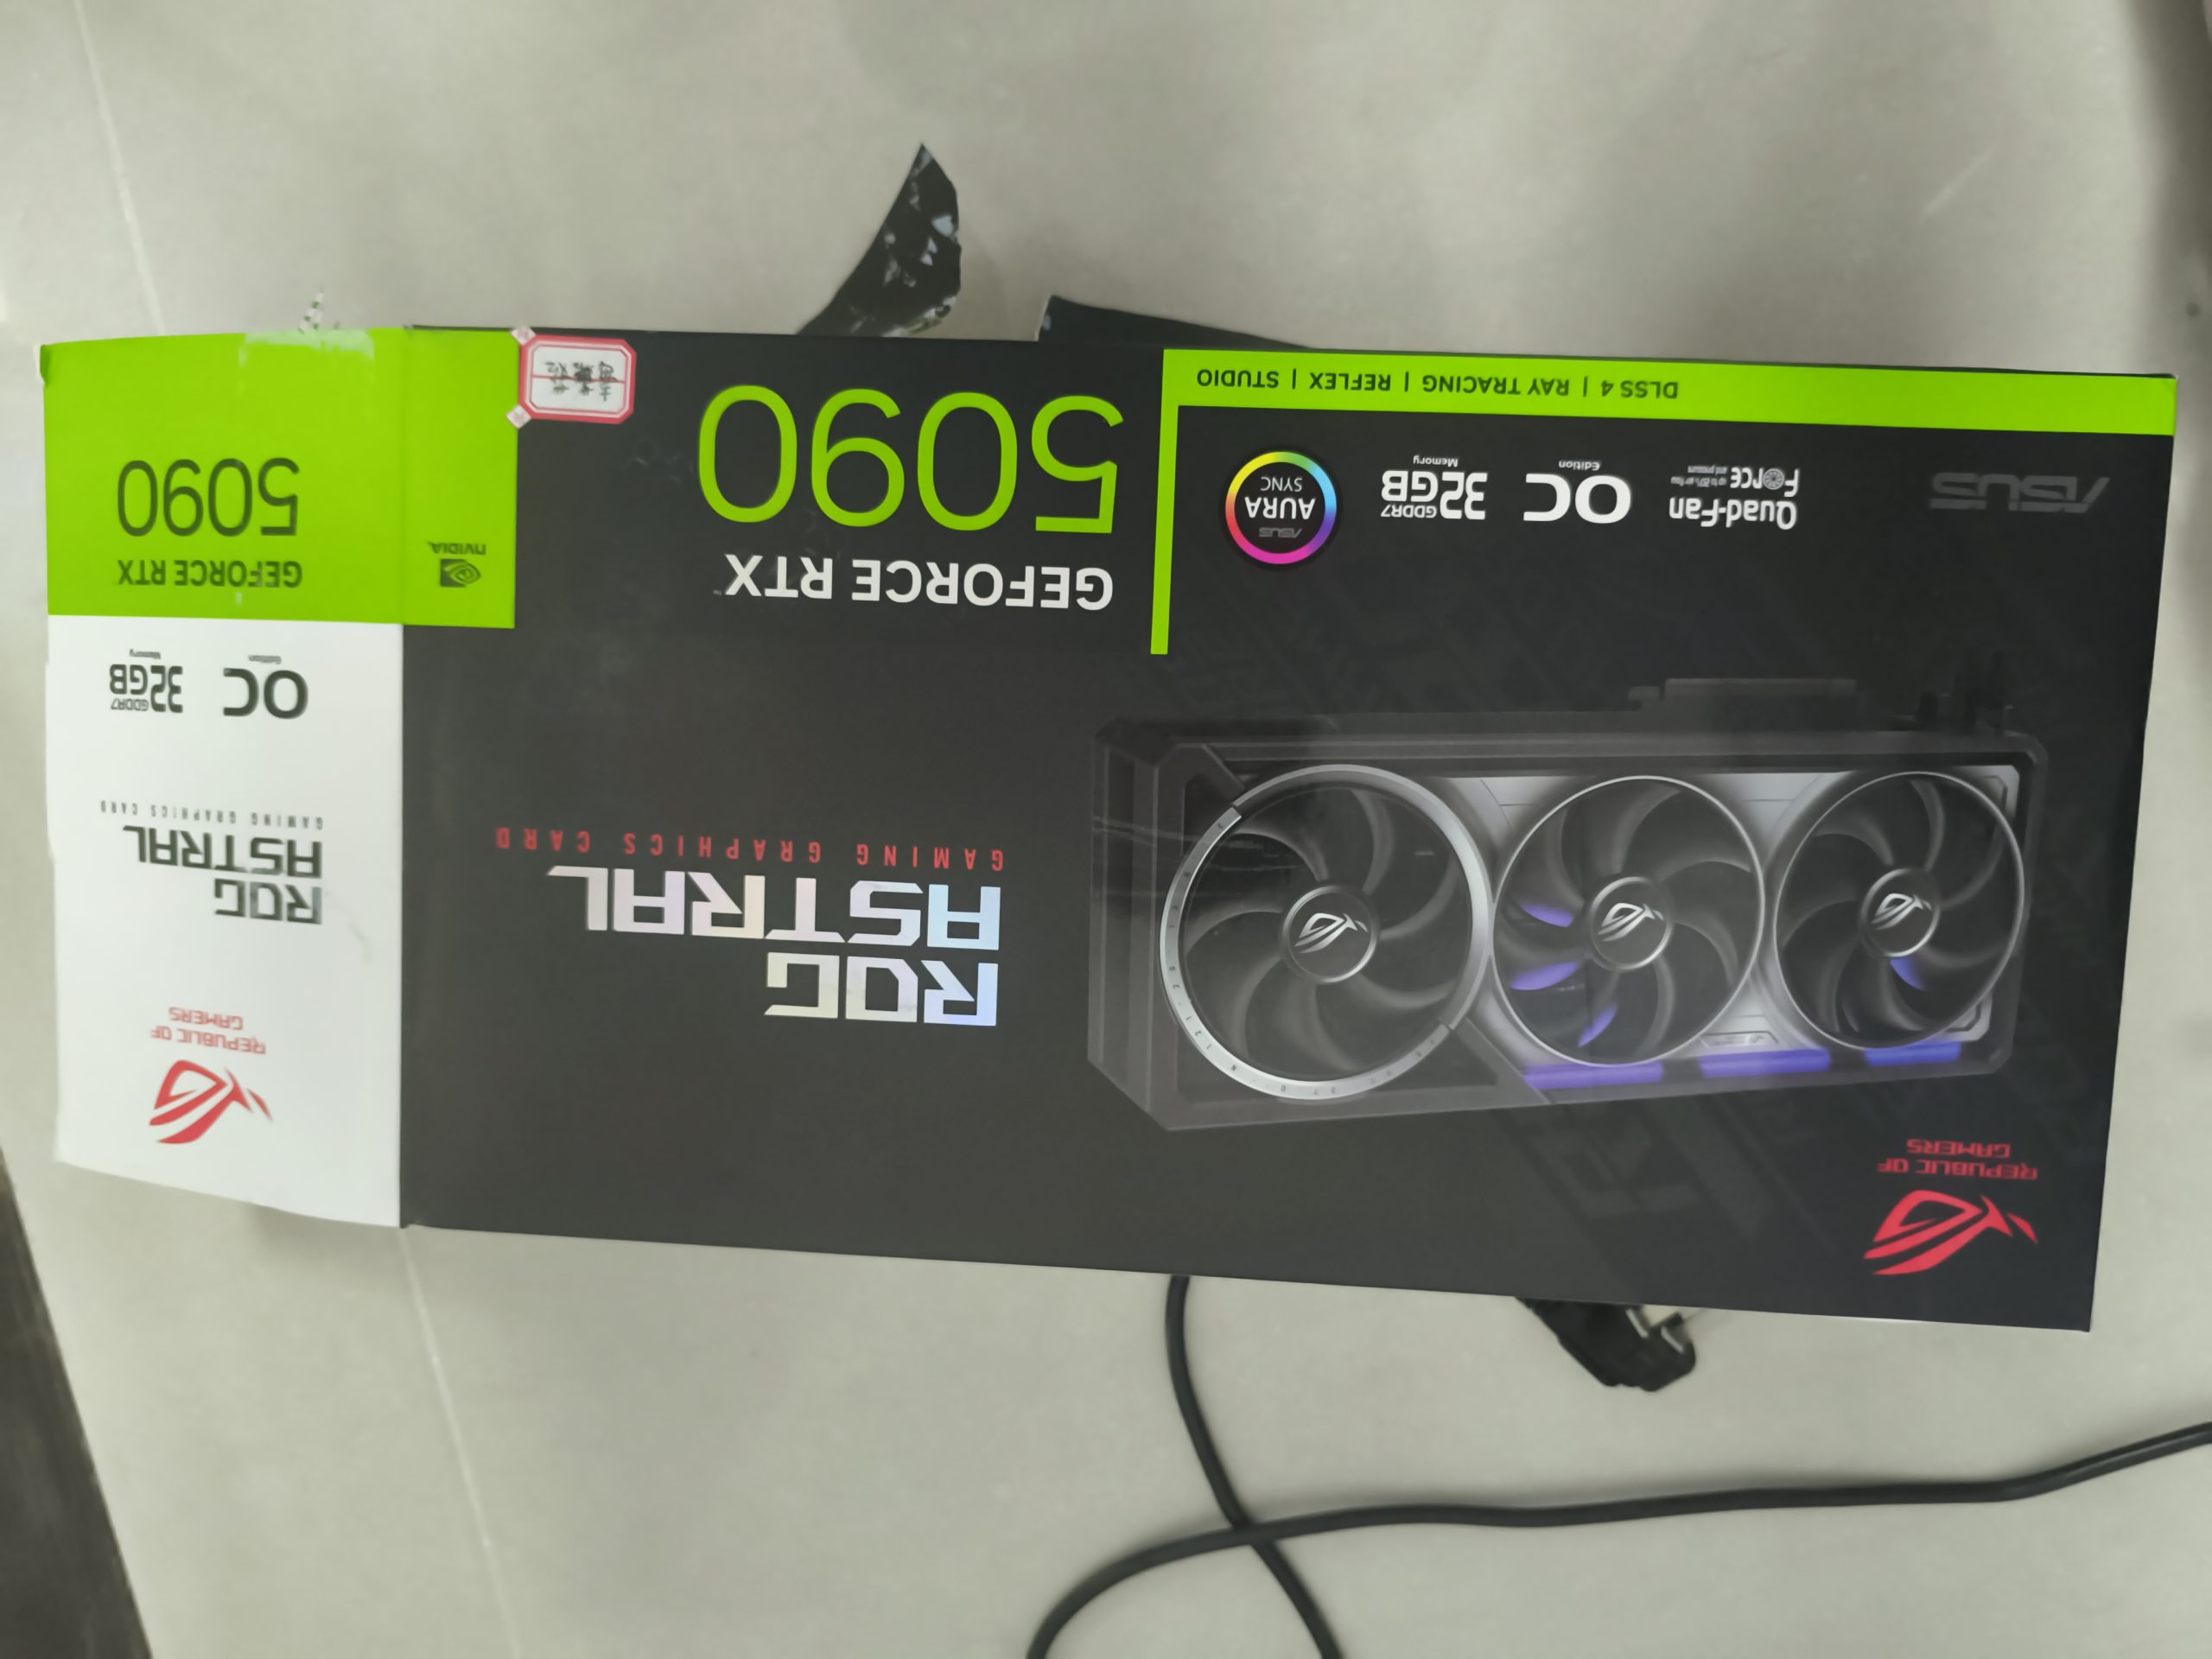 REPUBLIC OF
GAMERS
ASUS
ROG
ASTRAL
GAMING GRAPHICS CARD
Quad-Fan
FORCE
OC
Edition
32GB
GDDR7
Memory
ASUS
AURA
SYNC
GEFORCE RTX™
5090
DLSS 4 | RAY TRACING | REFLEX | STUDIO
NVIDIA
REPUBLIC OF
GAMERS
ROG
ASTRAL
GAMING GRAPHICS CARD
OC
Edition
32GB
GDDR7
Memory
GEFORCE RTX
5090